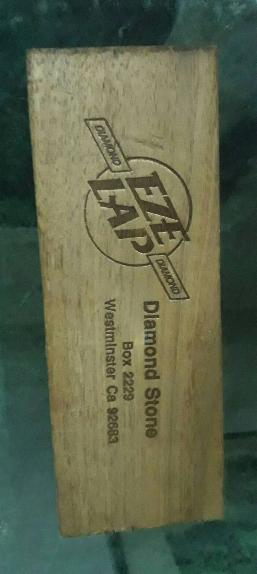 DIAMOND
EZE
LAP
DIAMOND
Diamond Stone
Box 2229
Westminster Ca 92683